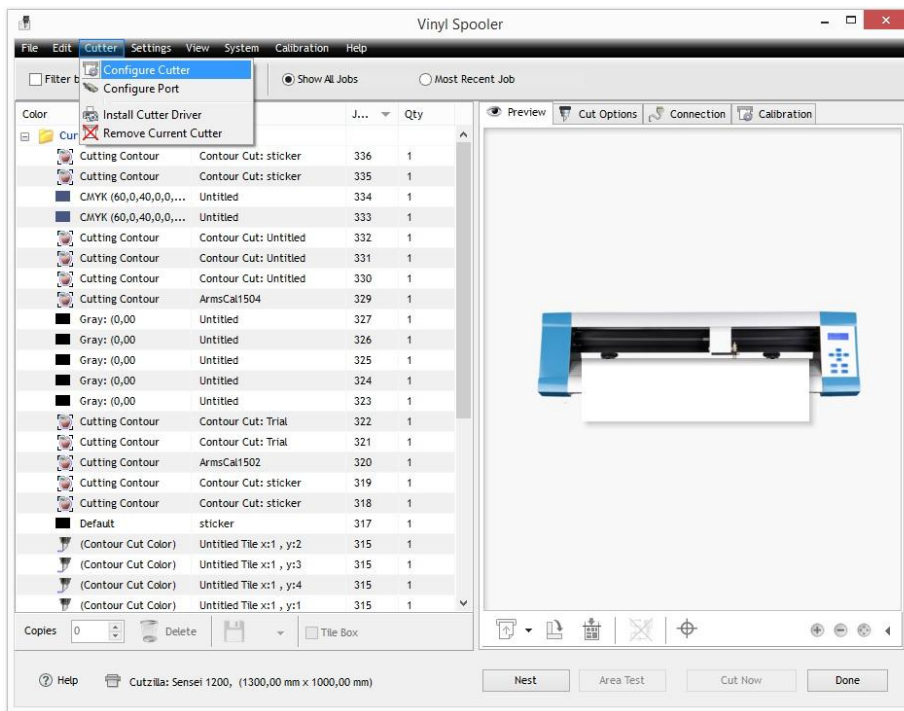 Vinyl Spooler
File Edit Cutter Settings View System Calibration Help
Configure Cutter
Configure Port
Install Cutter Driver
Remove Current Cutter
Filter b
Show All Jobs Most Recent Job
Color J... Qty
Preview Cut Options Connection Calibration
Cur
Cutting Contour Contour Cut: sticker 336 1
Cutting Contour Contour Cut: sticker 335 1
CMYK (60,0,40,0,0,... Untitled 334 1
CMYK (60,0,40,0,0,... Untitled 333 1
Cutting Contour Contour Cut: Untitled 332 1
Cutting Contour Contour Cut: Untitled 331 1
Cutting Contour Contour Cut: Untitled 330 1
Cutting Contour ArmsCal1504 329 1
Gray: (0,00 Untitled 327 1
Gray: (0,00 Untitled 326 1
Gray: (0,00 Untitled 325 1
Gray: (0,00 Untitled 324 1
Gray: (0,00 Untitled 323 1
Cutting Contour Contour Cut: Trial 322 1
Cutting Contour Contour Cut: Trial 321 1
Cutting Contour ArmsCal1502 320 1
Cutting Contour Contour Cut: sticker 319 1
Cutting Contour Contour Cut: sticker 318 1
Default sticker 317 1
(Contour Cut Color) Untitled Tile x:1 , y:2 315 1
(Contour Cut Color) Untitled Tile x:1 , y:3 315 1
(Contour Cut Color) Untitled Tile x:1 , y:4 315 1
(Contour Cut Color) Untitled Tile x:1 , y:1 315 1
Copies 0 Delete Tile Box
Help Cutzilla: Sensei 1200, (1300,00 mm x 1000,00 mm)
Nest Area Test Cut Now Done